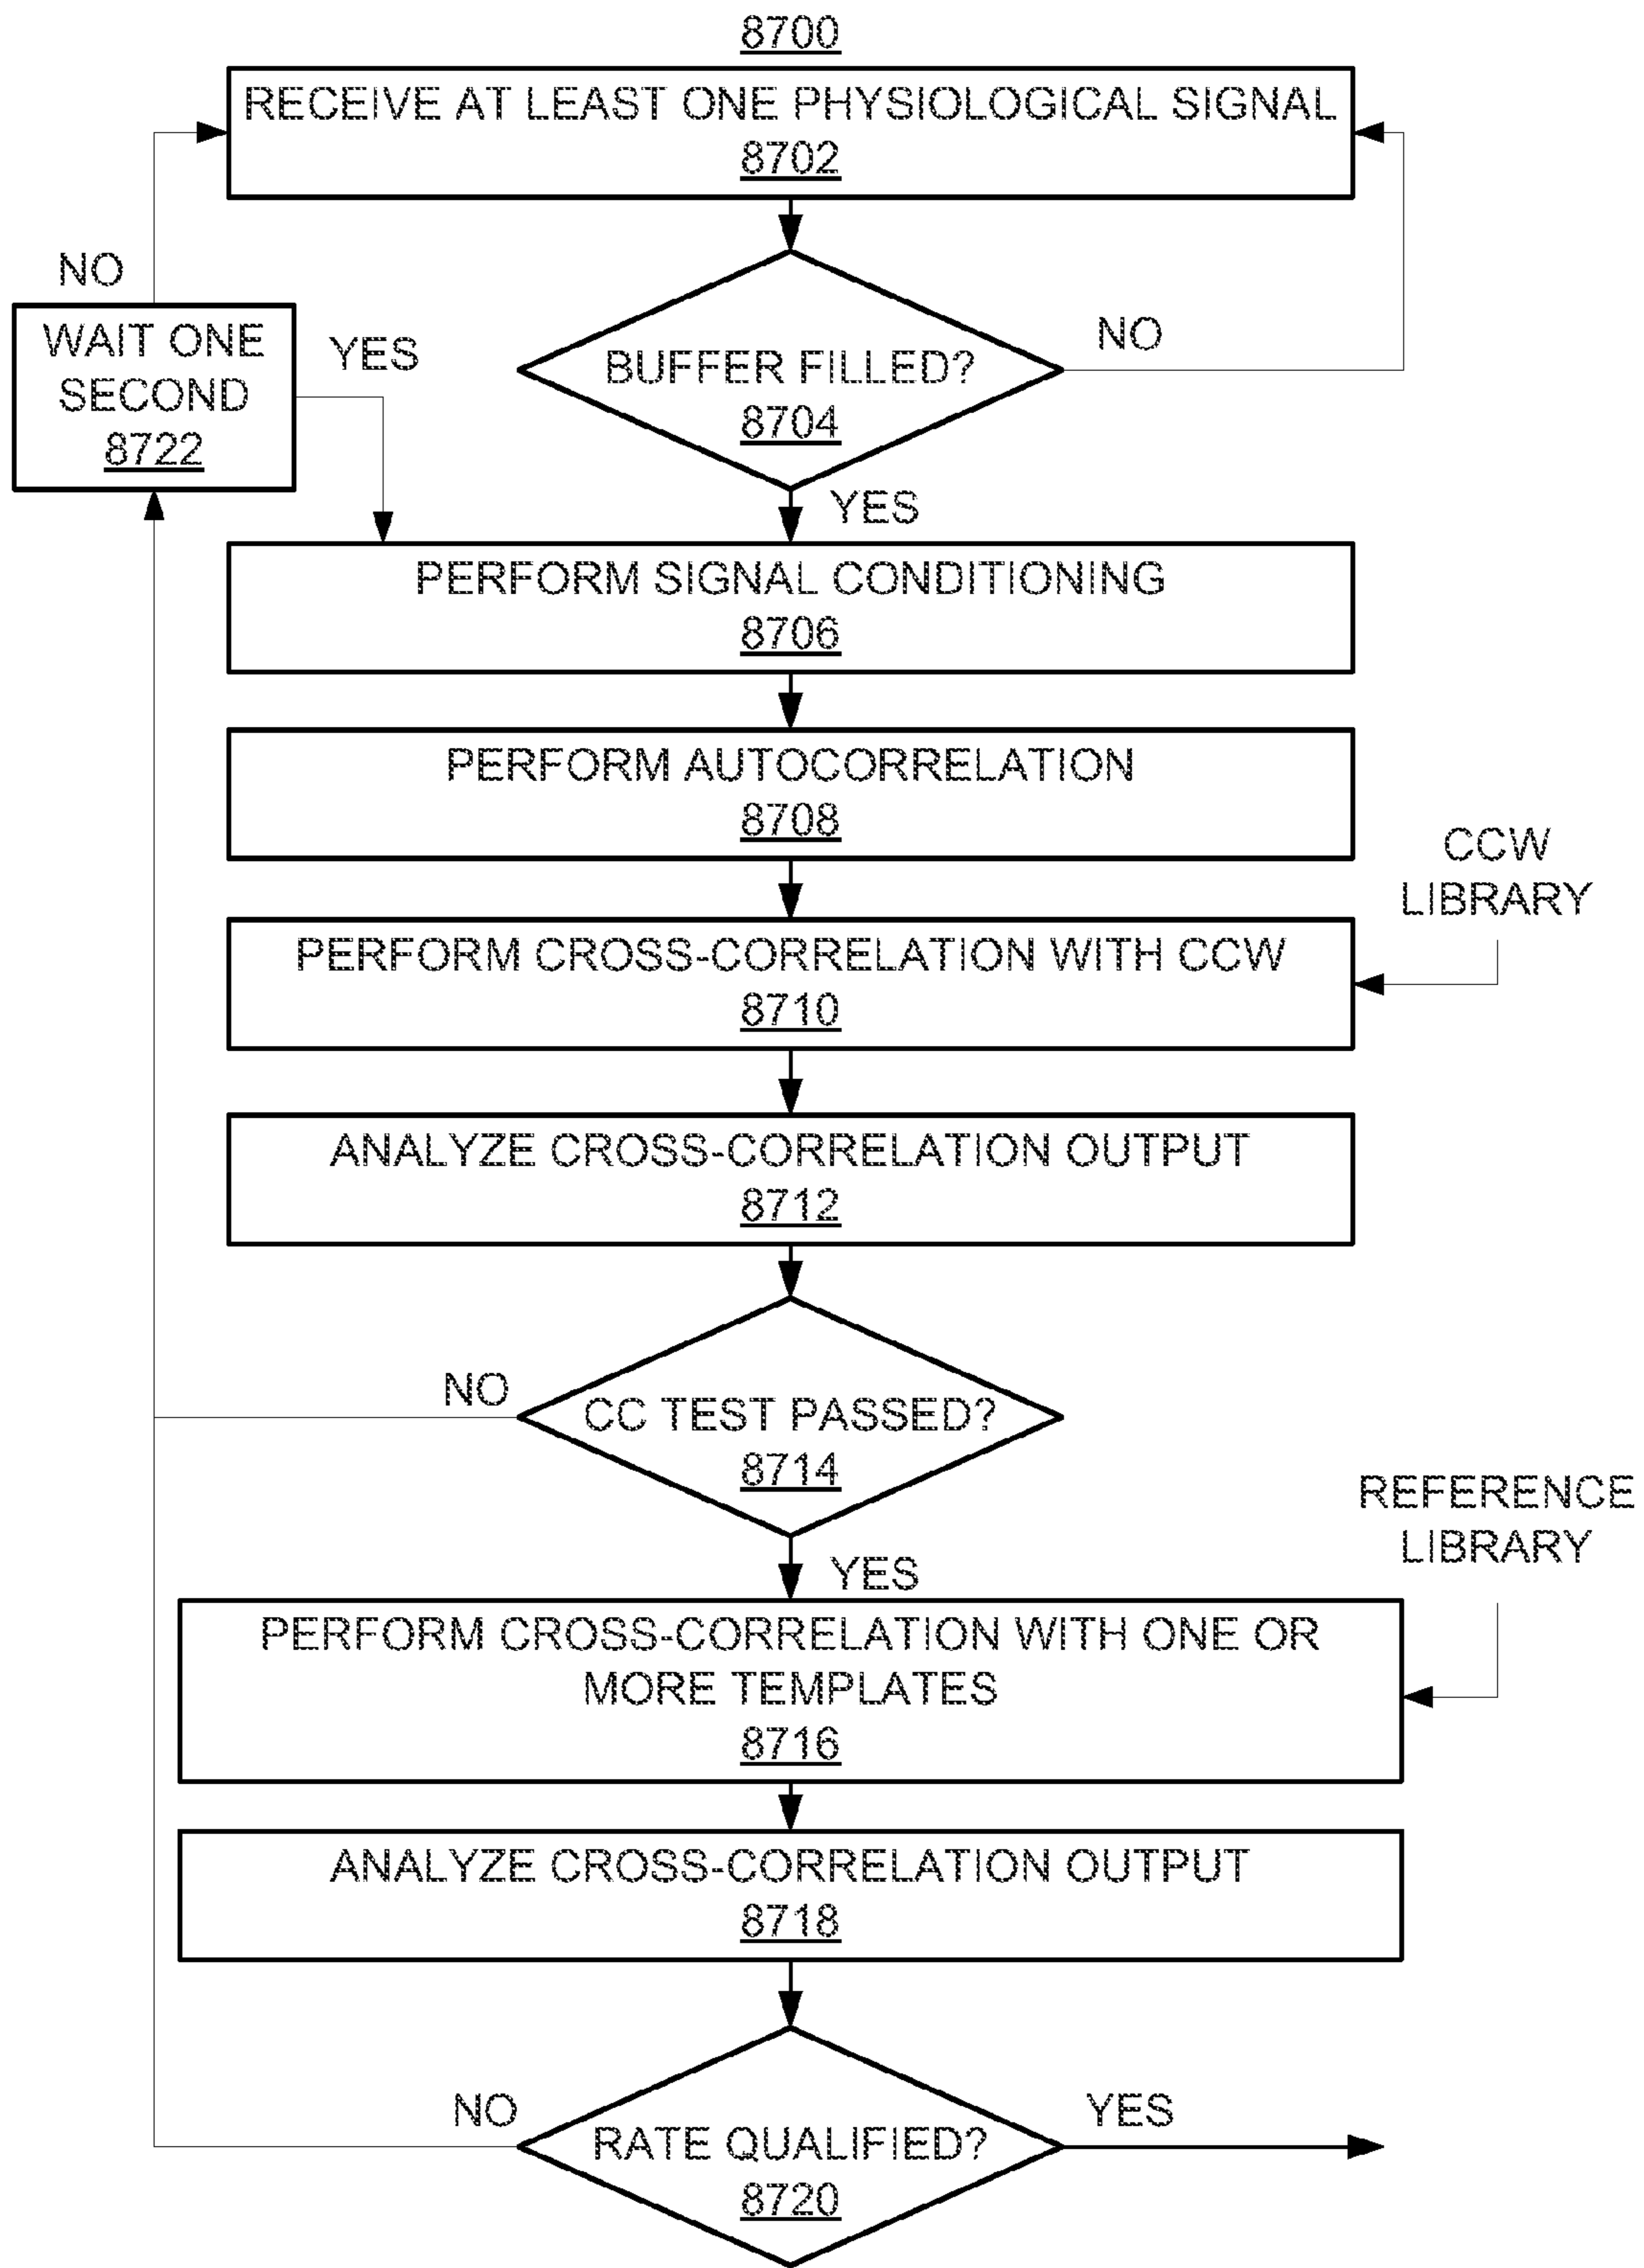 8700
RECEIVE AT LEAST ONE PHYSIOLOGICAL SIGNAL
8702
NO
WAIT ONE
SECOND
8722
YES
BUFFER FILLED?
8704
NO
YES
PERFORM SIGNAL CONDITIONING
8706
PERFORM AUTOCORRELATION
8708
CCW
LIBRARY
PERFORM CROSS-CORRELATION WITH CCW
8710
ANALYZE CROSS-CORRELATION OUTPUT
8712
NO
CC TEST PASSED?
8714
YES
REFERENCE
LIBRARY
PERFORM CROSS-CORRELATION WITH ONE OR
MORE TEMPLATES
8716
ANALYZE CROSS-CORRELATION OUTPUT
8718
NO
RATE QUALIFIED?
8720
YES